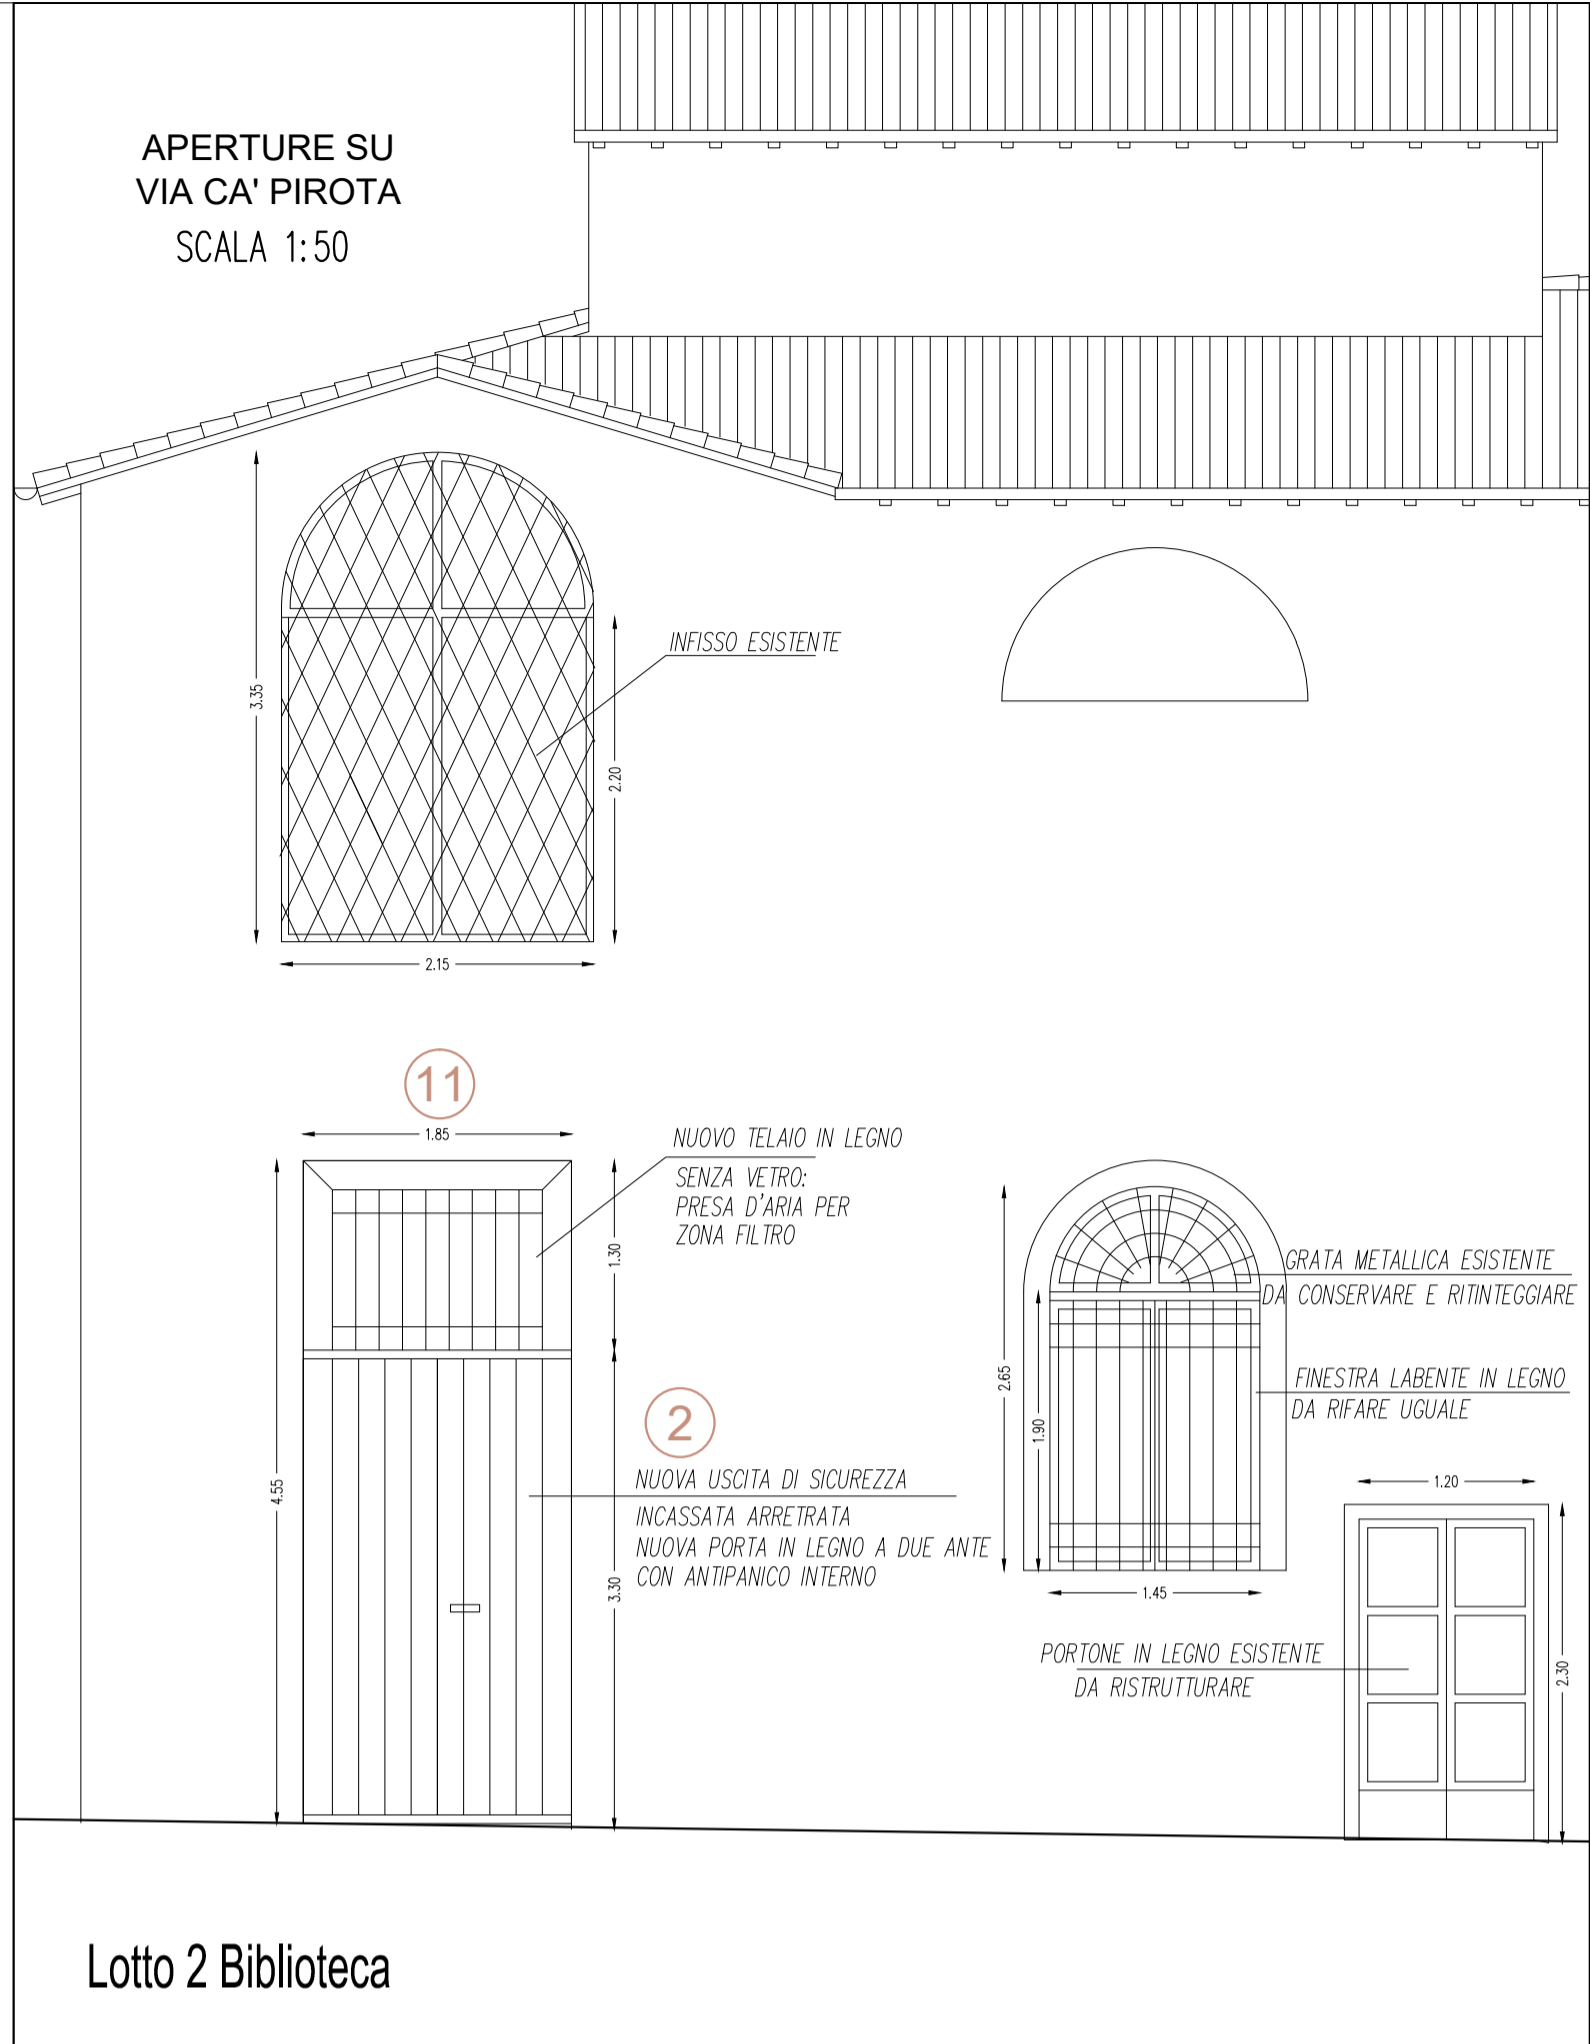 APERTURE SU
VIA CA' PIROTA
SCALA 1:50
INFISSO ESISTENTE
3.35
2.20
2.15
11
1.85
NUOVO TELAIO IN LEGNO
SENZA VETRO:
PRESA D'ARIA PER
ZONA FILTRO
1.30
GRATA METALLICA ESISTENTE
DA CONSERVARE E RITINTEGGIARE
2.65
FINESTRA LABENTE IN LEGNO
DA RIFARE UGUALE
1.90
2
4.55
NUOVA USCITA DI SICUREZZA
INCASSATA ARRETRATA
NUOVA PORTA IN LEGNO A DUE ANTE
CON ANTIPANICO INTERNO
3.30
1.20
1.45
PORTONE IN LEGNO ESISTENTE
DA RISTRUTTURARE
2.30
Lotto 2 Biblioteca